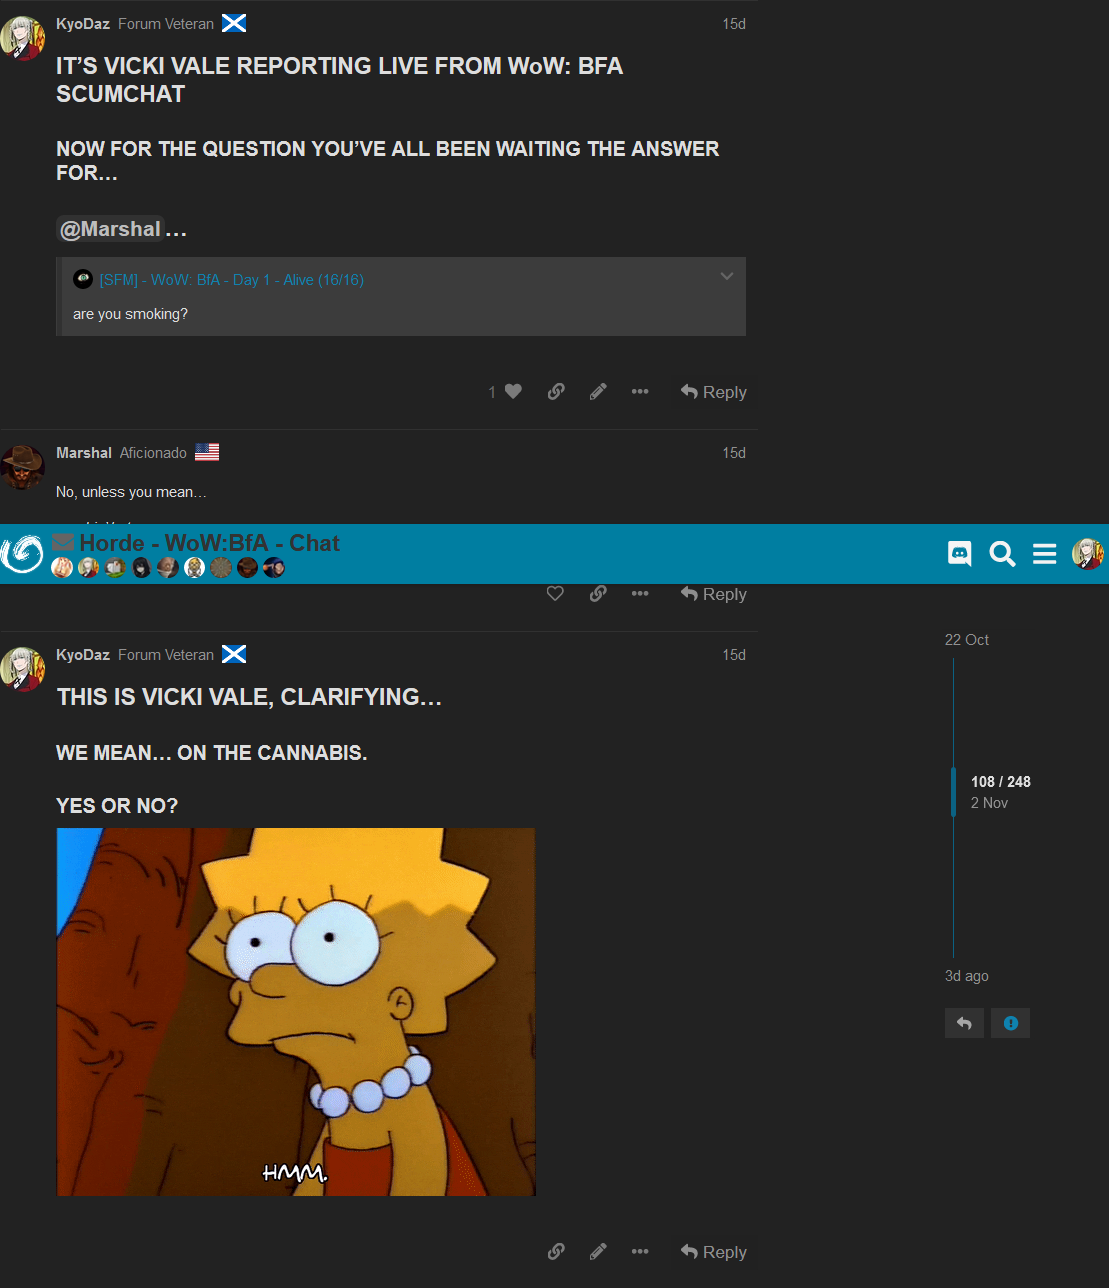 KyoDaz Forum Veteran 15d
IT’S VICKI VALE REPORTING LIVE FROM WoW: BFA
SCUMCHAT
NOW FOR THE QUESTION YOU’VE ALL BEEN WAITING THE ANSWER
FOR…
@Marshal…
[SFM] - WoW: BfA - Day 1 - Alive (16/16)
are you smoking?
1 Reply
Marshal Aficionado 15d
No, unless you mean…
Horde - WoW:BfA - Chat
Reply
22 Oct
KyoDaz Forum Veteran 15d
THIS IS VICKI VALE, CLARIFYING…
WE MEAN… ON THE CANNABIS.
108 / 248
2 Nov
YES OR NO?
3d ago
HMM.
Reply